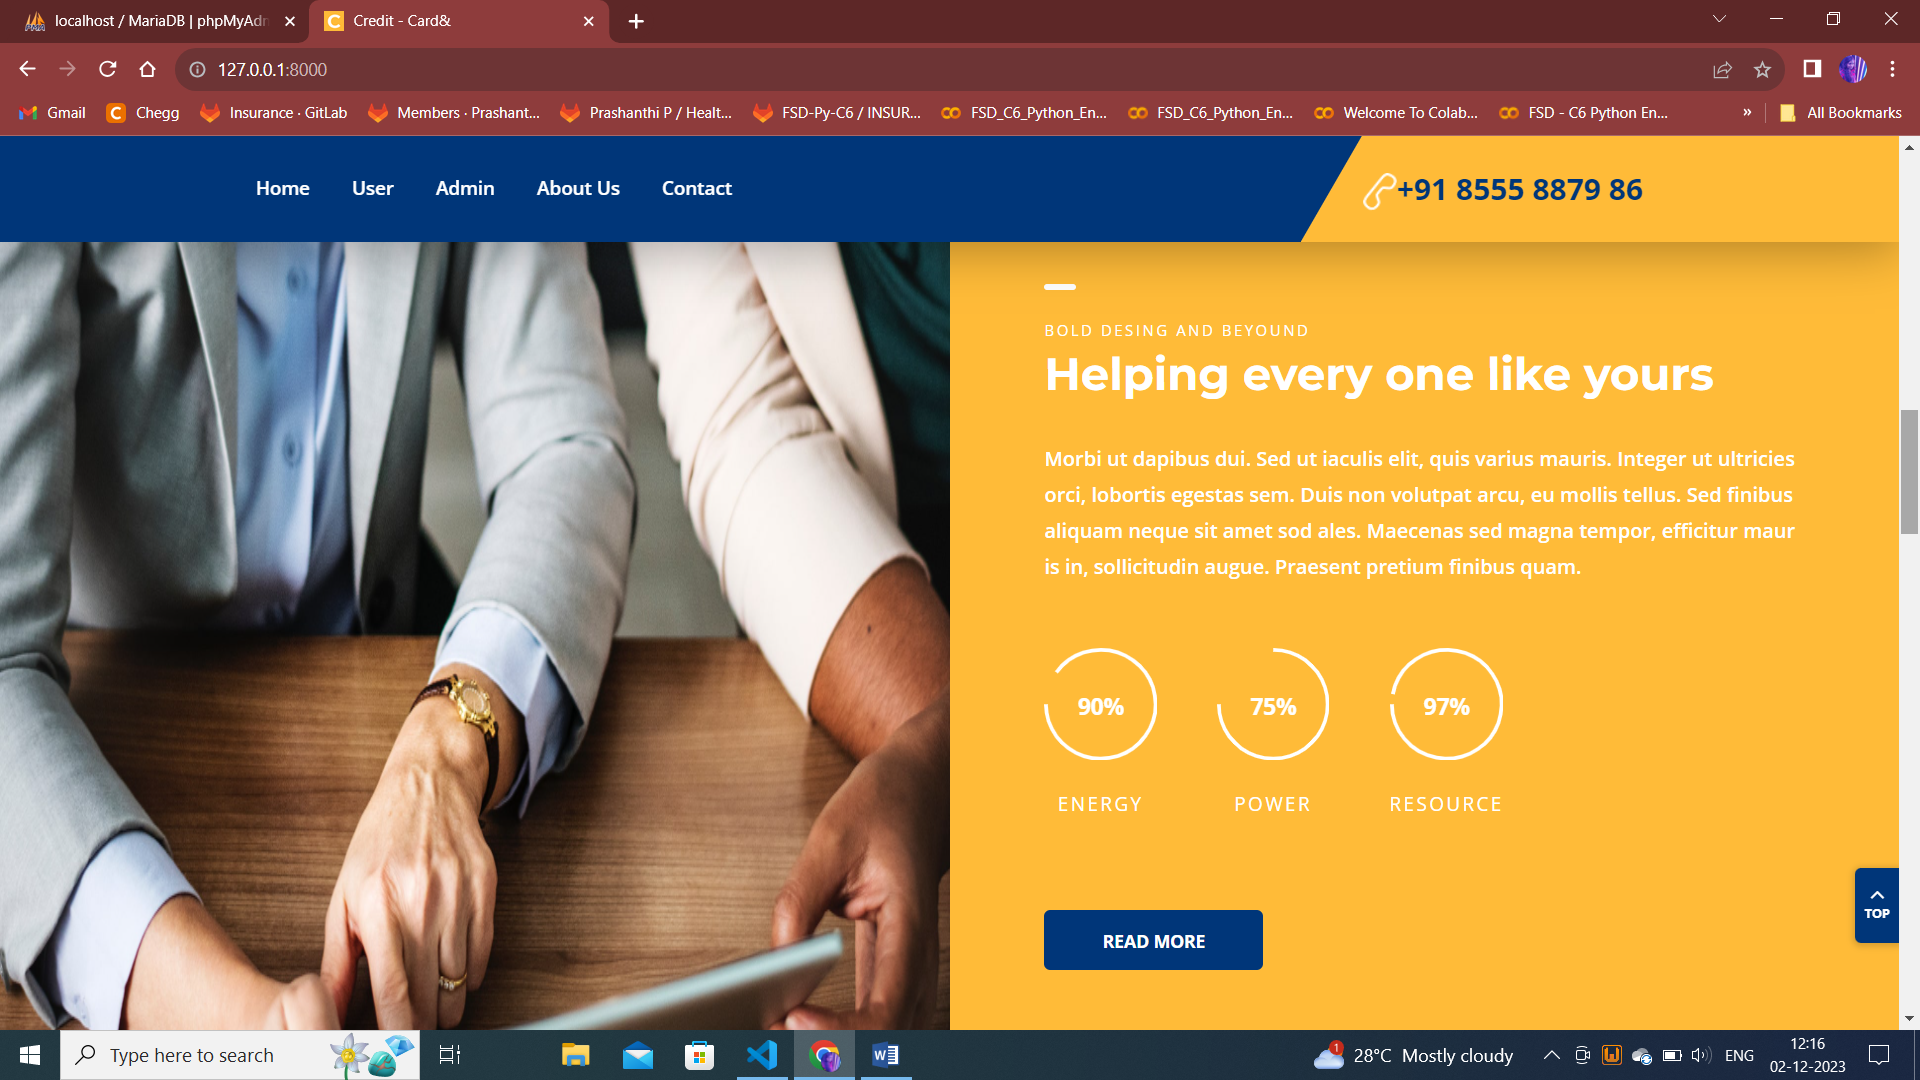 localhost / MariaDB | phpMyAdn
Credit - Card&
127.0.0.1:8000
Gmail
Chegg
Insurance · GitLab
Members · Prashant...
Prashanthi P / Healt...
FSD-Py-C6 / INSUR...
FSD_C6_Python_En...
FSD_C6_Python_En...
Welcome To Colab...
FSD - C6 Python En...
»
All Bookmarks
Home
User
Admin
About Us
Contact
+91 8555 8879 86
BOLD DESING AND BEYOUND
Helping every one like yours
Morbi ut dapibus dui. Sed ut iaculis elit, quis varius mauris. Integer ut ultricies
orci, lobortis egestas sem. Duis non volutpat arcu, eu mollis tellus. Sed finibus
aliquam neque sit amet sod ales. Maecenas sed magna tempor, efficitur maur
is in, sollicitudin augue. Praesent pretium finibus quam.
90%
75%
97%
ENERGY
POWER
RESOURCE
TOP
READ MORE
Type here to search
1
28°C Mostly cloudy
ENG
12:16
02-12-2023